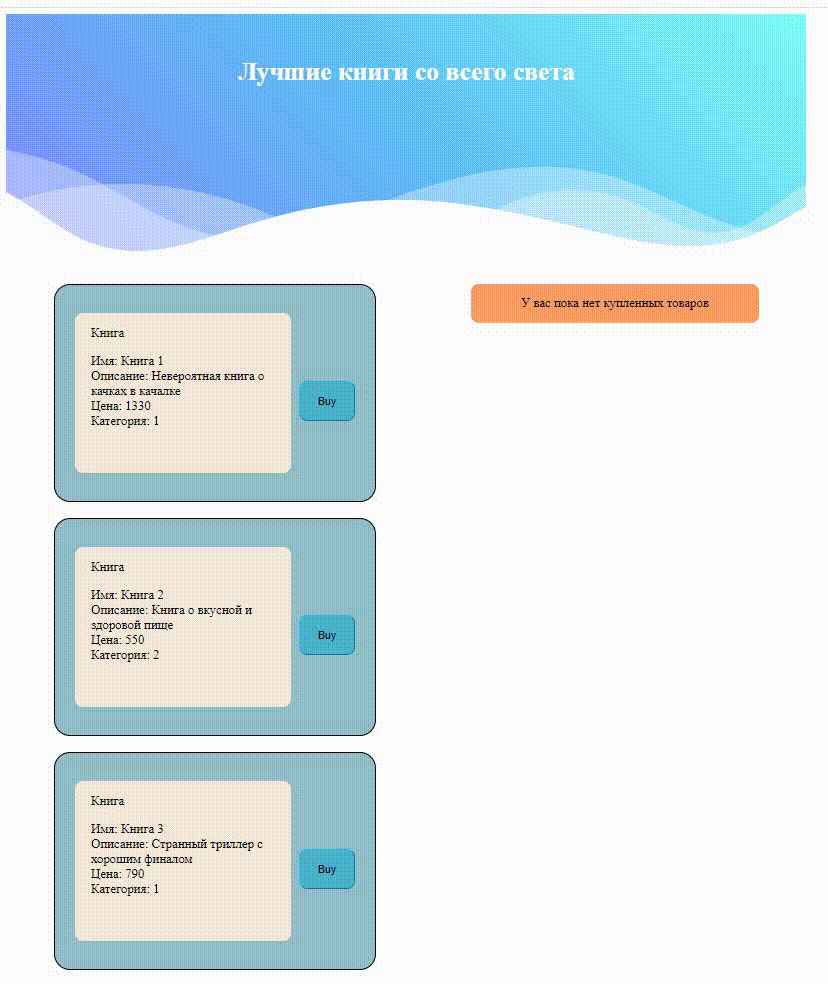 Лучшие книги со всего света
Книга
Имя: Книга 1
Описание: Невероятная книга о
качках в качалке
Цена: 1330
Категория: 1
Buy
У вас пока нет купленных товаров
Книга
Имя: Книга 2
Описание: Книга о вкусной и
здоровой пище
Цена: 550
Категория: 2
Buy
Книга
Имя: Книга 3
Описание: Странный триллер с
хорошим финалом
Цена: 790
Категория: 1
Buy